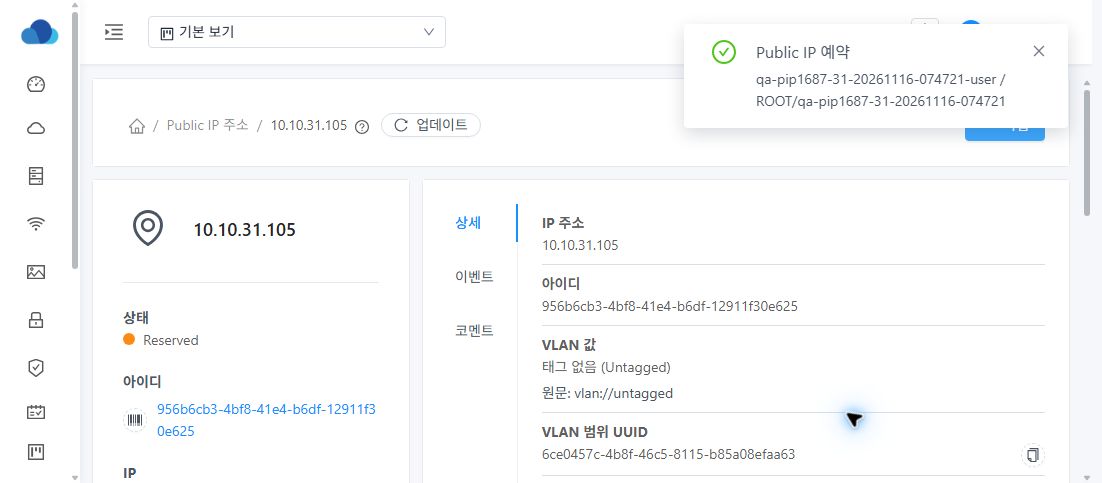 기본 보기
Public IP 예약
qa-pip1687-31-20261116-074721-user /
ROOT/qa-pip1687-31-20261116-074721
/ Public IP 주소 / 10.10.31.105
업데이트
10.10.31.105
상태
Reserved
아이디
956b6cb3-4bf8-41e4-b6df-12911f3
0e625
IP
상세
이벤트
코멘트
IP 주소
10.10.31.105
아이디
956b6cb3-4bf8-41e4-b6df-12911f30e625
VLAN 값
태그 없음 (Untagged)
원문: vlan://untagged
VLAN 범위 UUID
6ce0457c-4b8f-46c5-8115-b85a08efaa63